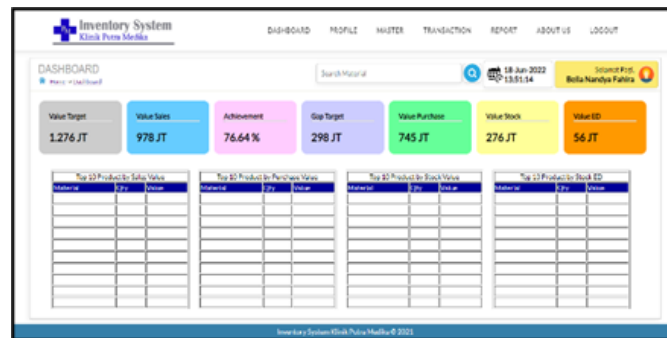 Inventory System
Klinik Putra Medika
DASHBOARD PROFILE MASTER TRANSACTION REPORT ABOUT US LOGOUT
DASHBOARD
Home > Dashboard
Search Material
18-Jun-2022
13:51:14
Selamat Pagi,
Bella Nandya Fahira
Value Target Value Sales Achievement Gap Target Value Purchase Value Stock Value ED
1.276 JT 978 JT 76.64 % 298 JT 745 JT 276 JT 56 JT
Top 10 Product by Sales Value Top 10 Product by Purchase Value Top 10 Product by Stock Value Top 10 Product by Stock ED
Material Qty Value Material Qty Value Material Qty Value Material Qty Value
Inventory System Klinik Putra Medika © 2021